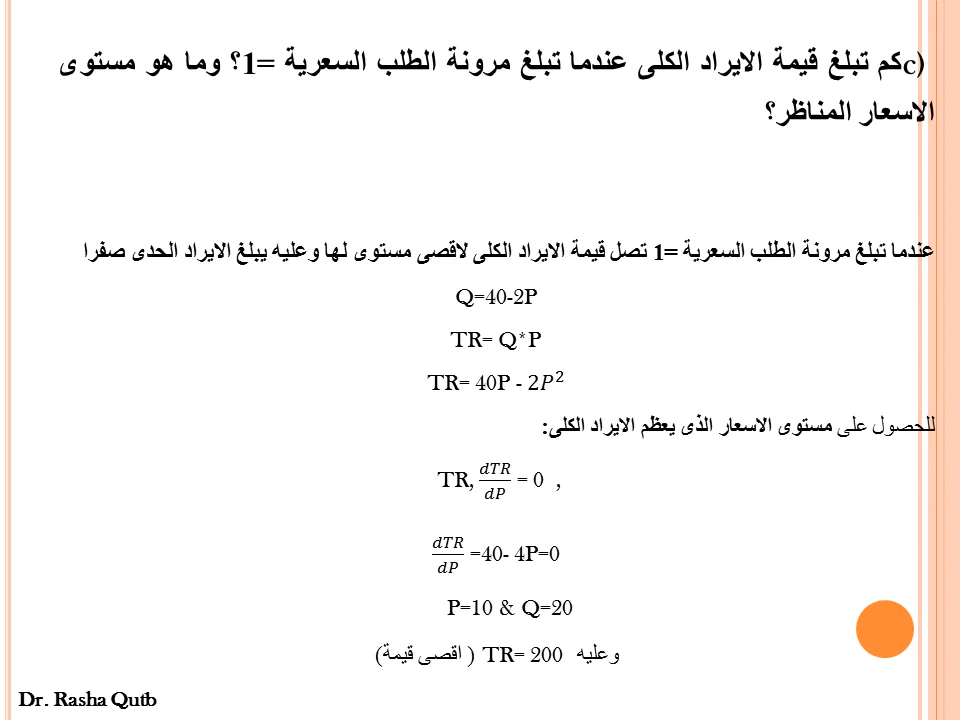 c) كم تبلغ قيمة الايراد الكلى عندما تبلغ مرونة الطلب السعرية =1؟ وما هو مستوى
الاسعار المناظر؟
عندما تبلغ مرونة الطلب السعرية =1 تصل قيمة الايراد الكلى لاقصى مستوى لها وعليه يبلغ الايراد الحدى صفرا
Q=40-2P
TR= Q*P
TR= 40P - 2P²
للحصول على مستوى الاسعار الذى يعظم الايراد الكلى:
TR, dTR/dP = 0 ,
dTR/dP =40- 4P=0
P=10 & Q=20
وعليه TR= 200 ( اقصى قيمة)
Dr. Rasha Qutb